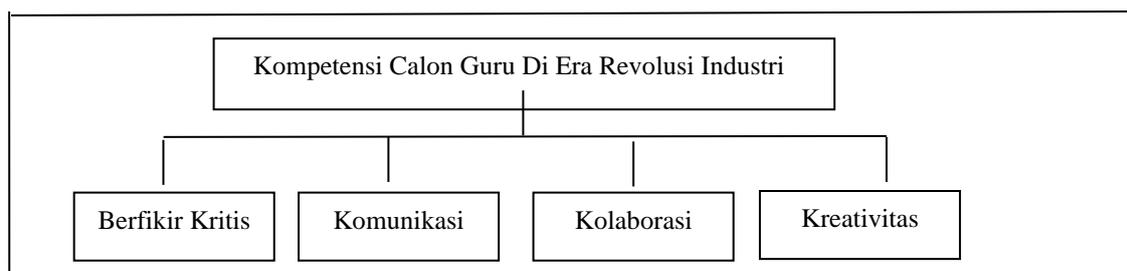 Kompetensi Calon Guru Di Era Revolusi Industri
Berfikir Kritis
Komunikasi
Kolaborasi
Kreativitas